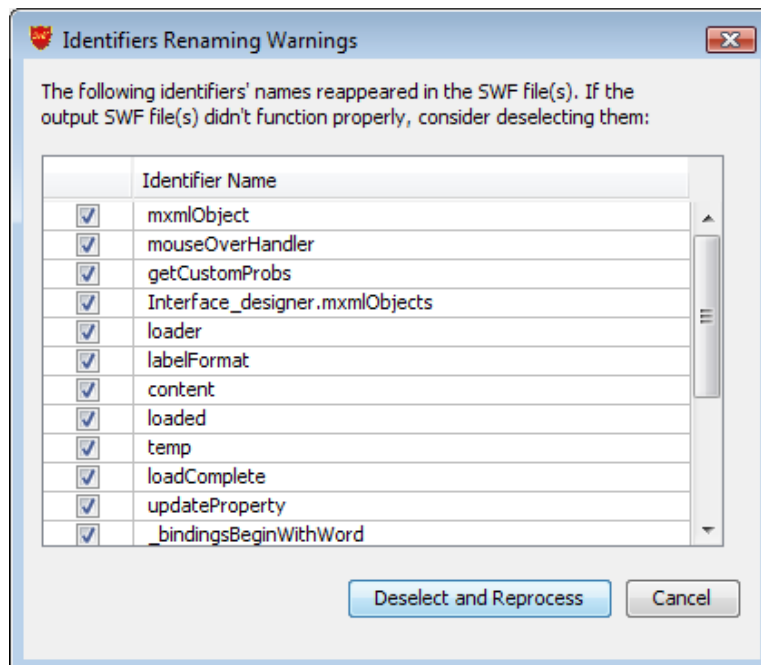 Identifiers Renaming Warnings
The following identifiers' names reappeared in the SWF file(s). If the
output SWF file(s) didn't function properly, consider deselecting them:
Identifier Name
mxmlObject
mouseOverHandler
getCustomProbs
Interface_designer.mxmlObjects
loader
labelFormat
content
loaded
temp
loadComplete
updateProperty
_bindingsBeginWithWord
Deselect and Reprocess
Cancel